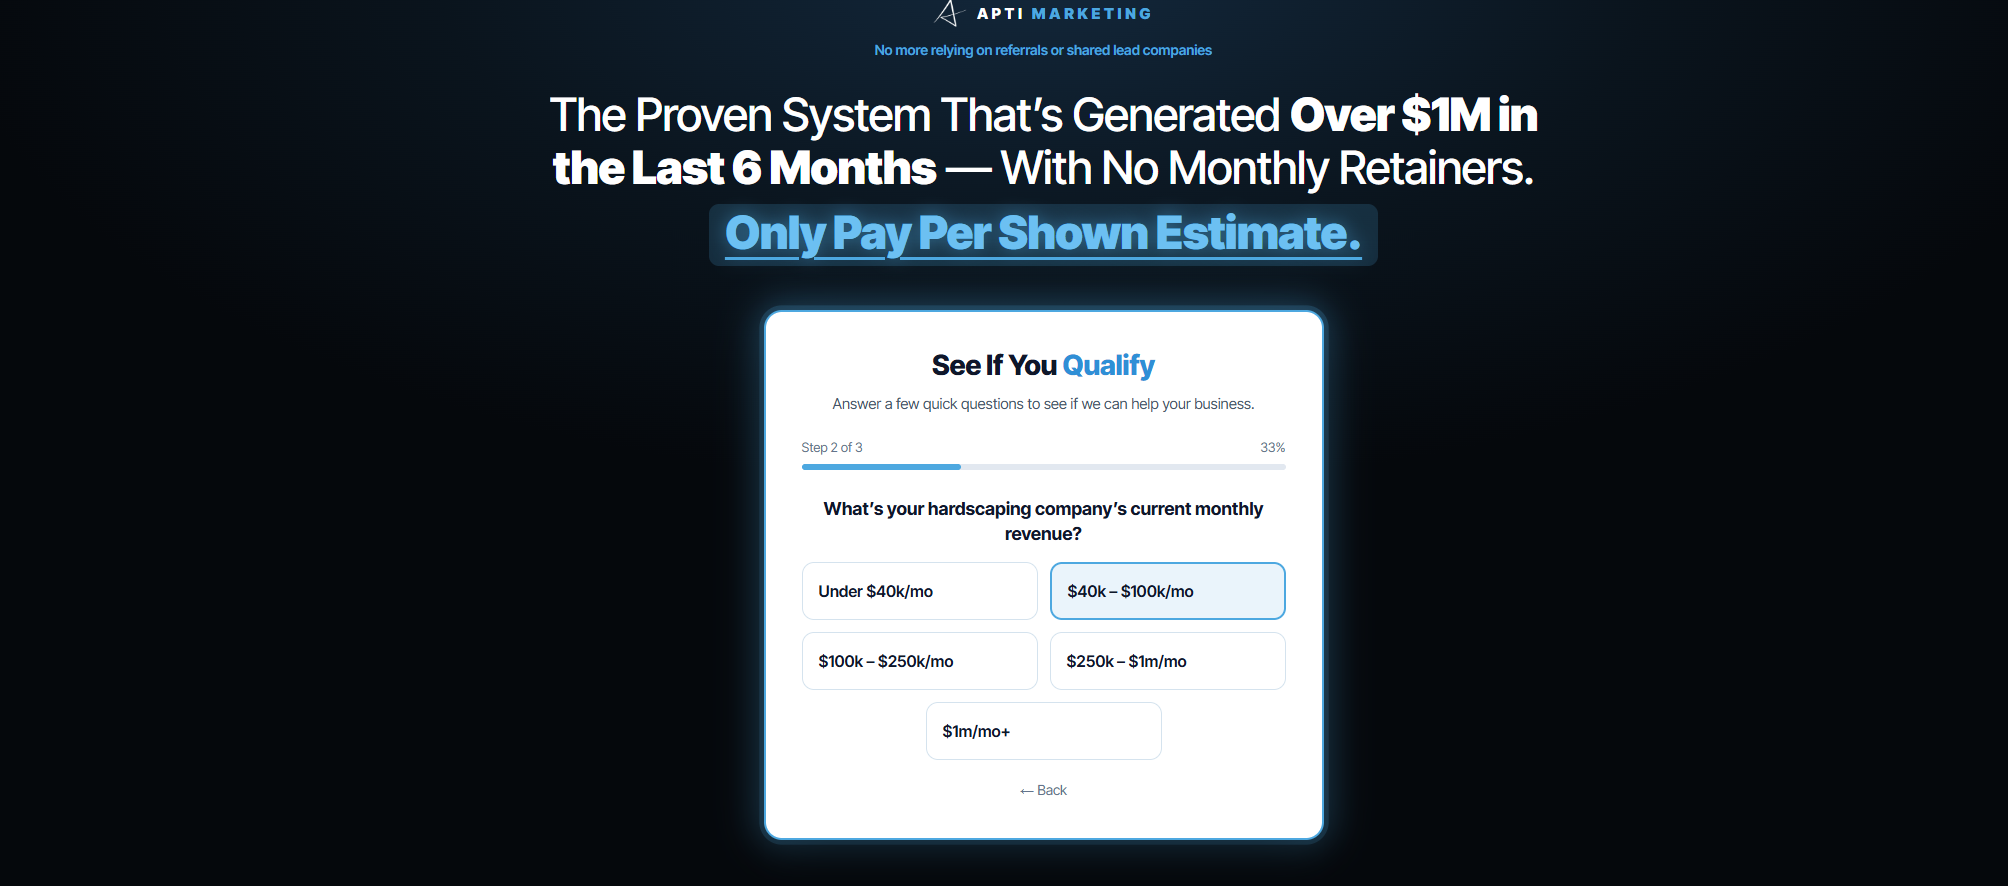 APTI MARKETING
No more relying on referrals or shared lead companies
The Proven System That’s Generated Over $1M in
the Last 6 Months — With No Monthly Retainers.
Only Pay Per Shown Estimate.
See If You Qualify
Answer a few quick questions to see if we can help your business.
Step 2 of 3
33%
What’s your hardscaping company’s current monthly
revenue?
Under $40k/mo
$40k – $100k/mo
$100k – $250k/mo
$250k – $1m/mo
$1m/mo+
← Back